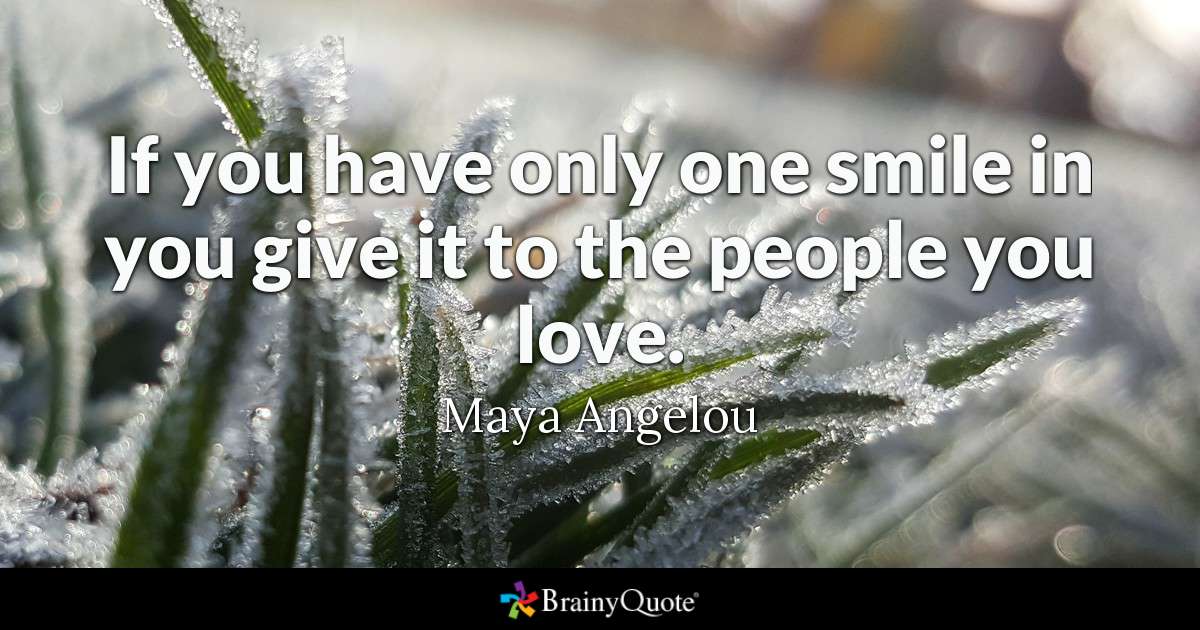 If you have only one smile in
you give it to the people you
love.
Maya Angelou
BrainyQuote®